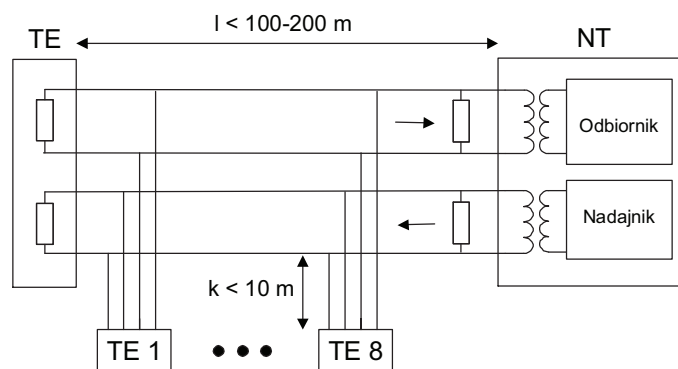 l < 100-200 m
TE
NT
Odbiornik
Nadajnik
k < 10 m
TE 1
TE 8